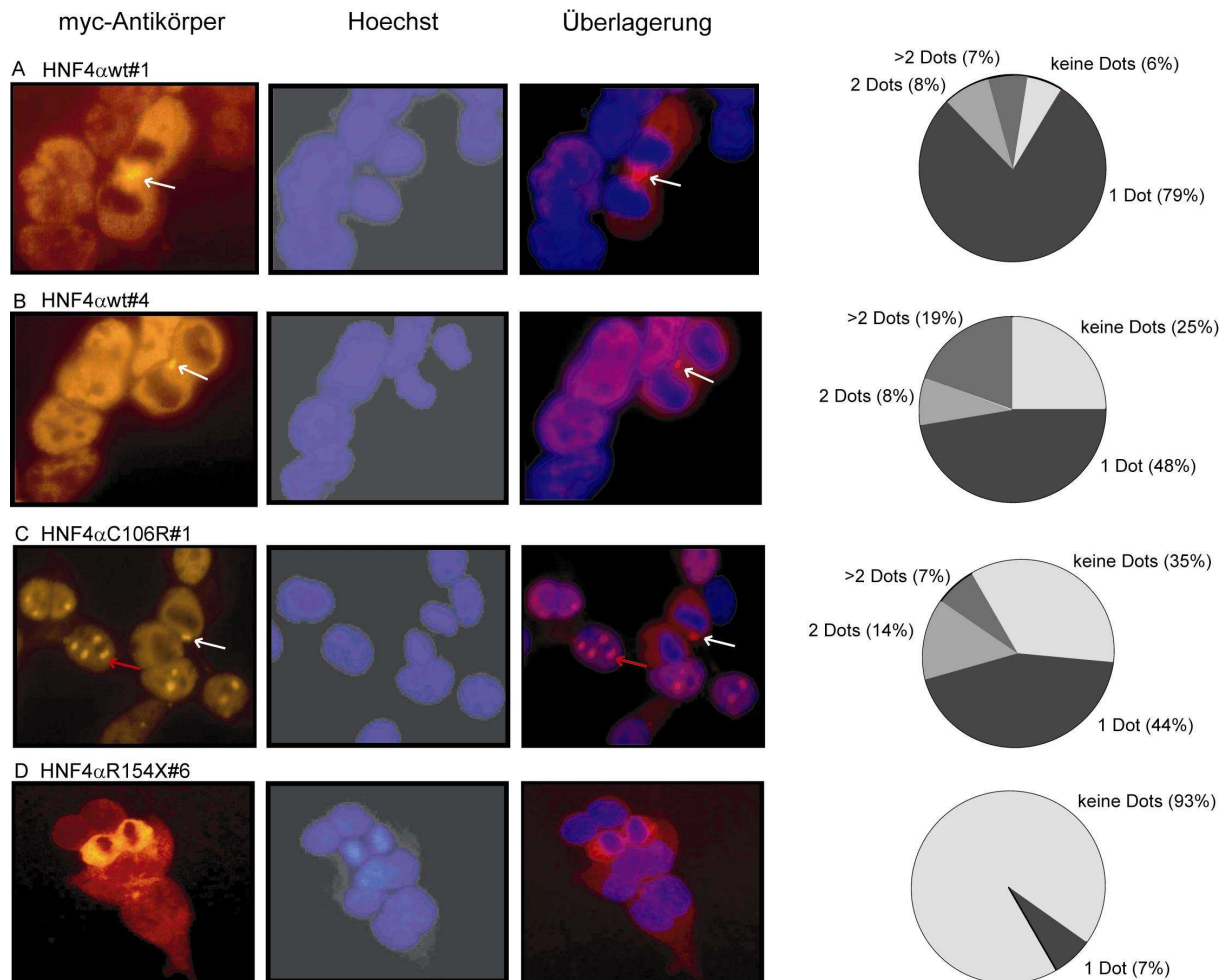 myc-Antikörper Hoechst Überlagerung
A HNF4αwt#1
>2 Dots (7%)
keine Dots (6%)
2 Dots (8%)
1 Dot (79%)
B HNF4αwt#4
>2 Dots (19%)
keine Dots (25%)
2 Dots (8%)
1 Dot (48%)
C HNF4αC106R#1
keine Dots (35%)
>2 Dots (7%)
2 Dots (14%)
1 Dot (44%)
D HNF4αR154X#6
keine Dots (93%)
1 Dot (7%)